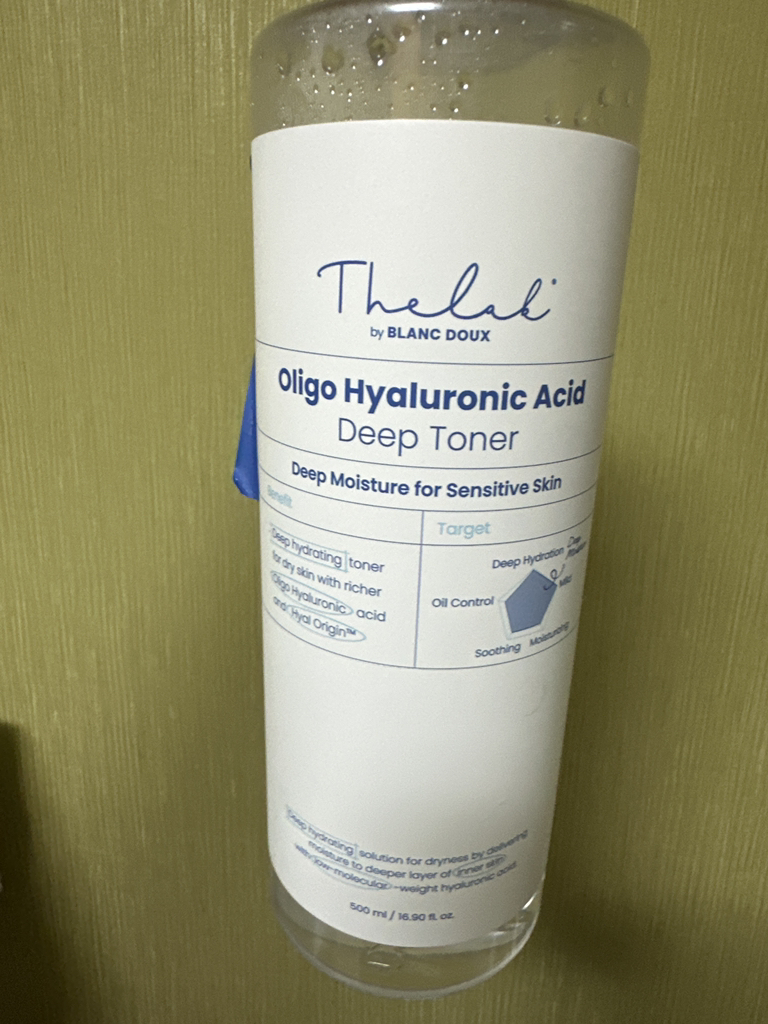 Thelab
by BLANC DOUX
Oligo Hyaluronic Acid
Deep Toner
Deep Moisture for Sensitive Skin
Benefit
Deep hydrating toner
for dry skin with richer
Oligo Hyaluronic acid
and Hyal Origin™
Target
Deep Hydration
Deep
Mild
Oil Control
Soothing
Moisturizing
Deep hydrating solution for dryness by delivering
moisture to deeper layer of inner skin
with low-molecular-weight hyaluronic acid.
500 ml / 16.90 fl. oz.